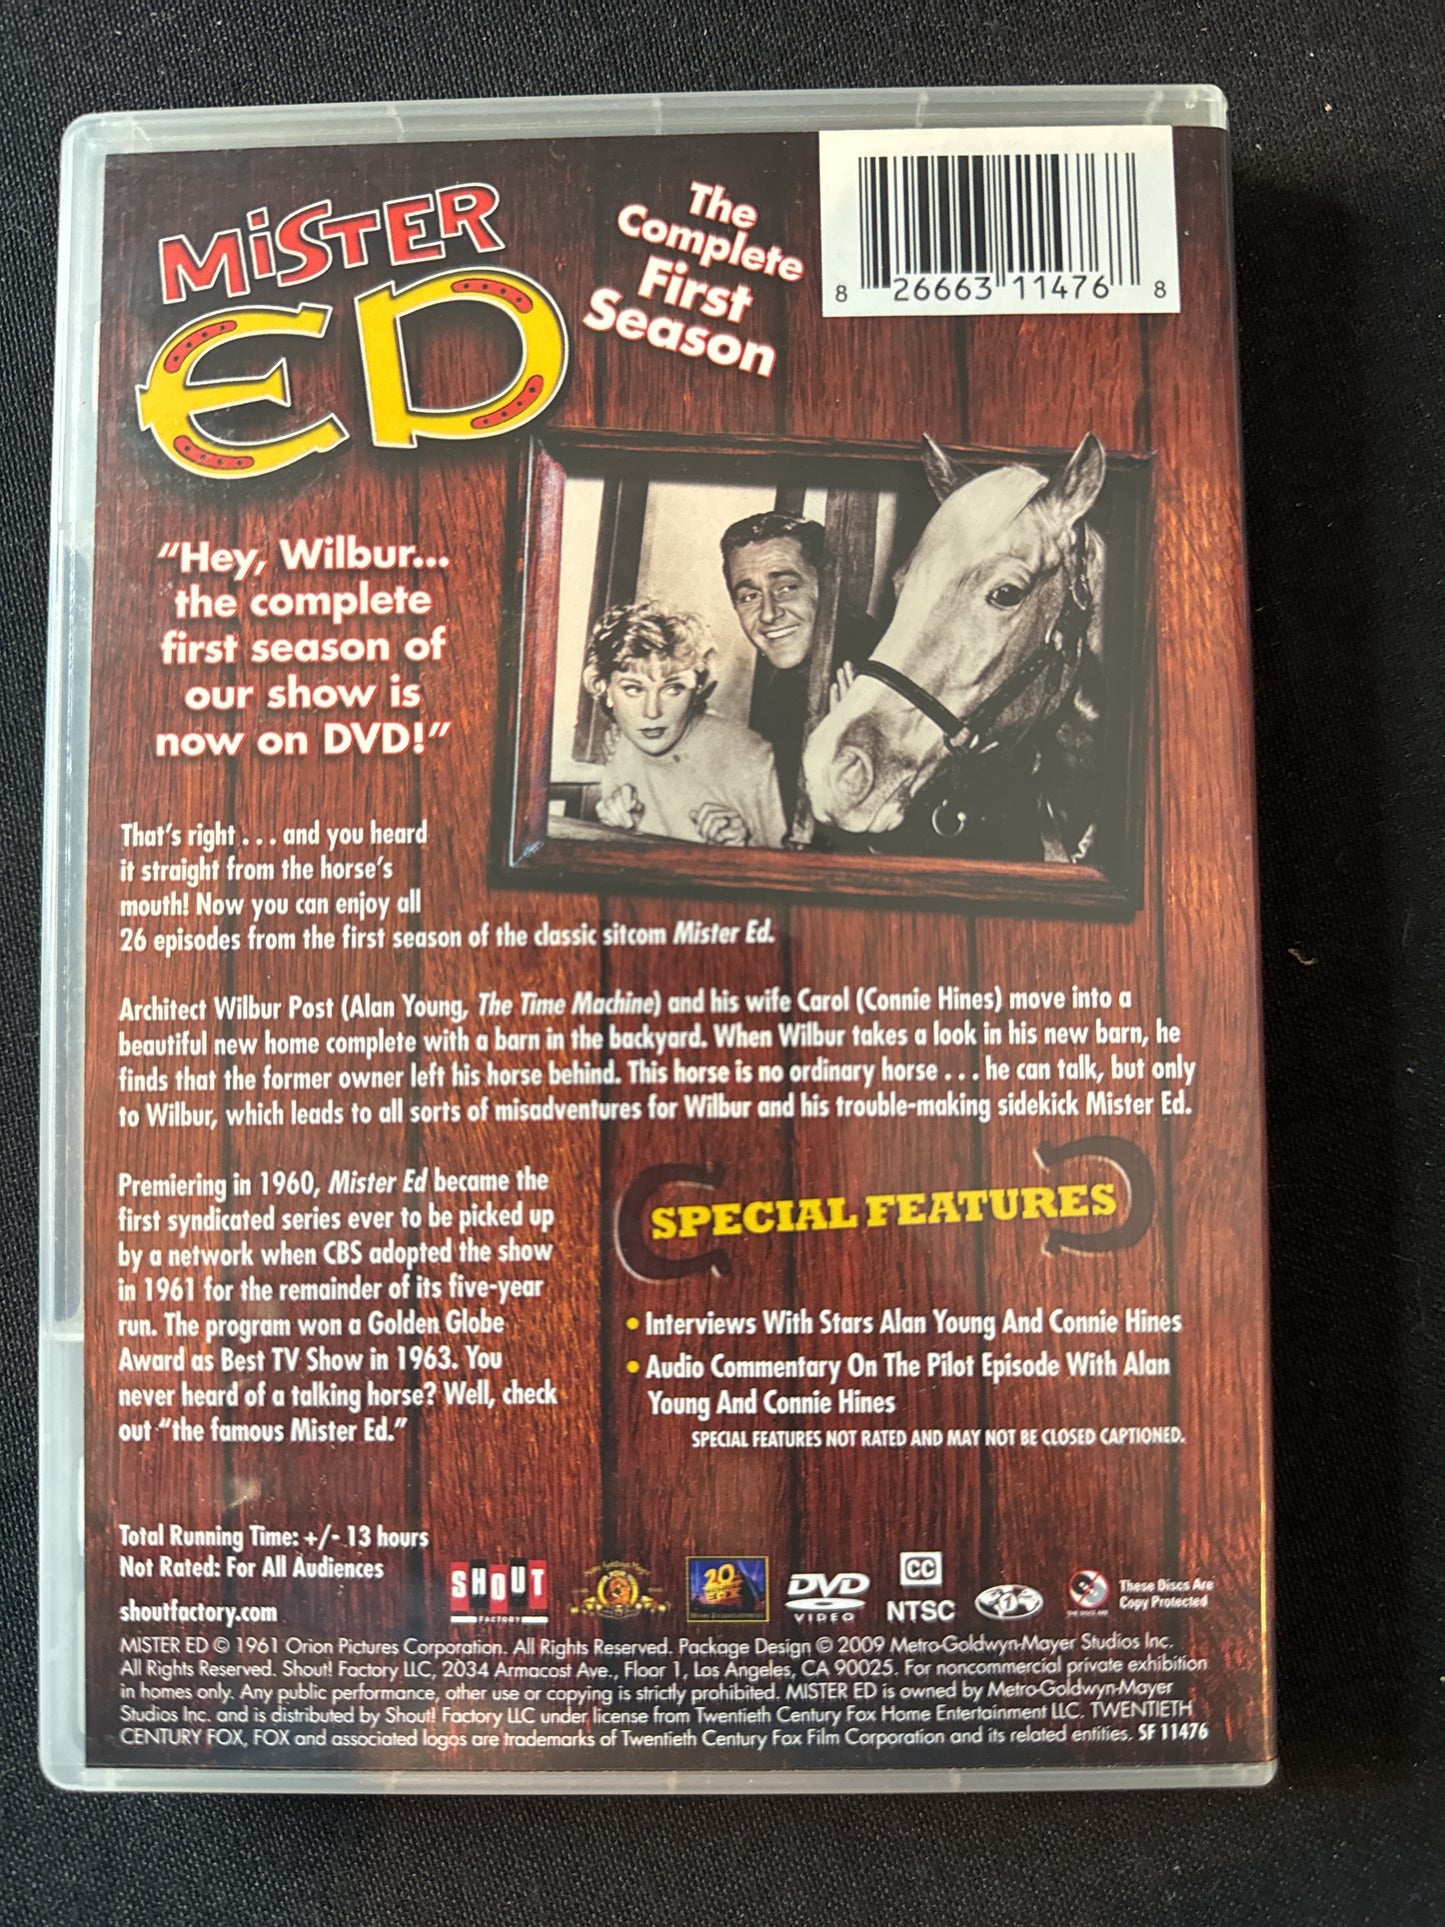 MiSTER
ED
The
Complete
First
Season
8 26663 11476 8
“Hey, Wilbur...
the complete
first season of
our show is
now on DVD!”
That’s right . . . and you heard
it straight from the horse’s
mouth! Now you can enjoy all
26 episodes from the first season of the classic sitcom Mister Ed.
Architect Wilbur Post (Alan Young, The Time Machine) and his wife Carol (Connie Hines) move into a
beautiful new home complete with a barn in the backyard. When Wilbur takes a look in his new barn, he
finds that the former owner left his horse behind. This horse is no ordinary horse . . . he can talk, but only
to Wilbur, which leads to all sorts of misadventures for Wilbur and his trouble-making sidekick Mister Ed.
Premiering in 1960, Mister Ed became the
first syndicated series ever to be picked up
by a network when CBS adopted the show
in 1961 for the remainder of its five-year
run. The program won a Golden Globe
Award as Best TV Show in 1963. You
never heard of a talking horse? Well, check
out “the famous Mister Ed.”
SPECIAL FEATURES
• Interviews With Stars Alan Young And Connie Hines
• Audio Commentary On The Pilot Episode With Alan
Young And Connie Hines
SPECIAL FEATURES NOT RATED AND MAY NOT BE CLOSED CAPTIONED.
Total Running Time: +/- 13 hours
Not Rated: For All Audiences
shoutfactory.com
SHOUT
FACTORY
20
DVD
VIDEO
CC
NTSC
1
These Discs Are
Copy Protected
MISTER ED © 1961 Orion Pictures Corporation. All Rights Reserved. Package Design © 2009 Metro-Goldwyn-Mayer Studios Inc.
All Rights Reserved. Shout! Factory LLC, 2034 Armacost Ave., Floor 1, Los Angeles, CA 90025. For noncommercial private exhibition
in homes only. Any public performance, other use or copying is strictly prohibited. MISTER ED is owned by Metro-Goldwyn-Mayer
Studios Inc. and is distributed by Shout! Factory LLC under license from Twentieth Century Fox Home Entertainment LLC. TWENTIETH
CENTURY FOX, FOX and associated logos are trademarks of Twentieth Century Fox Film Corporation and its related entities. SF 11476